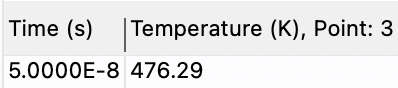 Time (s) Temperature (K), Point: 3
5.0000E-8 476.29